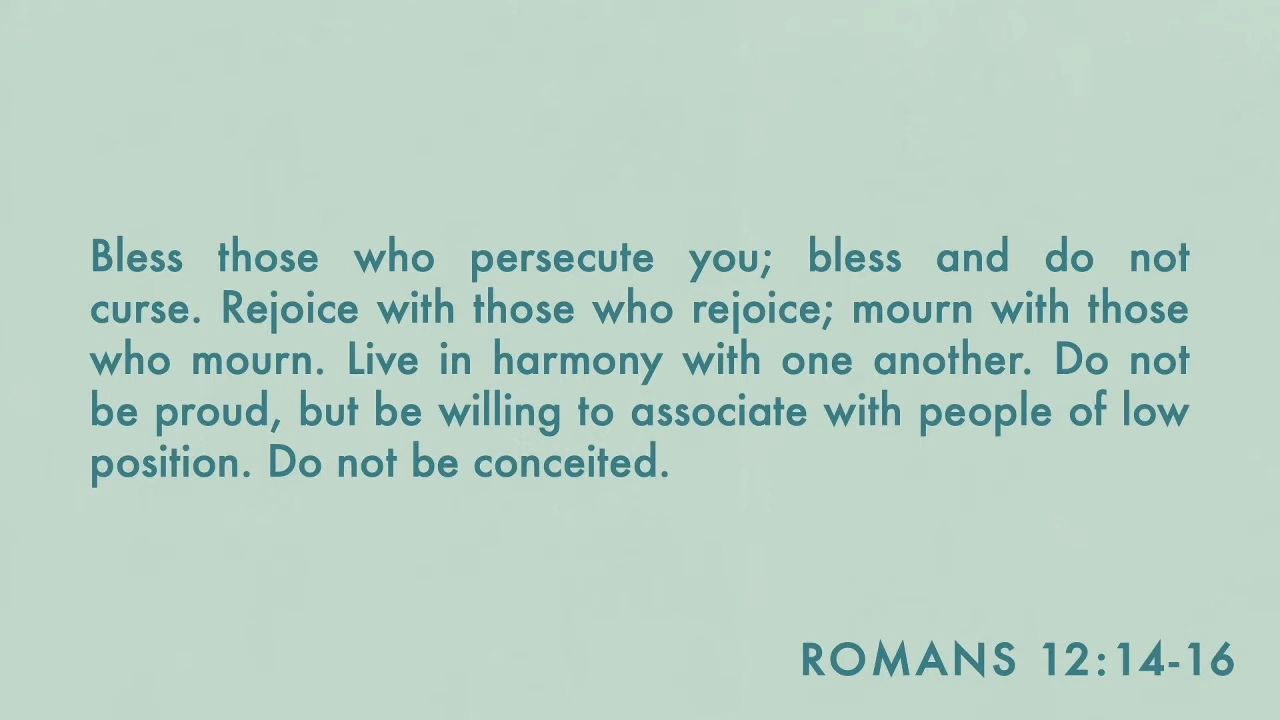 Bless those who persecute you; bless and do not
curse. Rejoice with those who rejoice; mourn with those
who mourn. Live in harmony with one another. Do not
be proud, but be willing to associate with people of low
position. Do not be conceited.
ROMANS 12:14-16